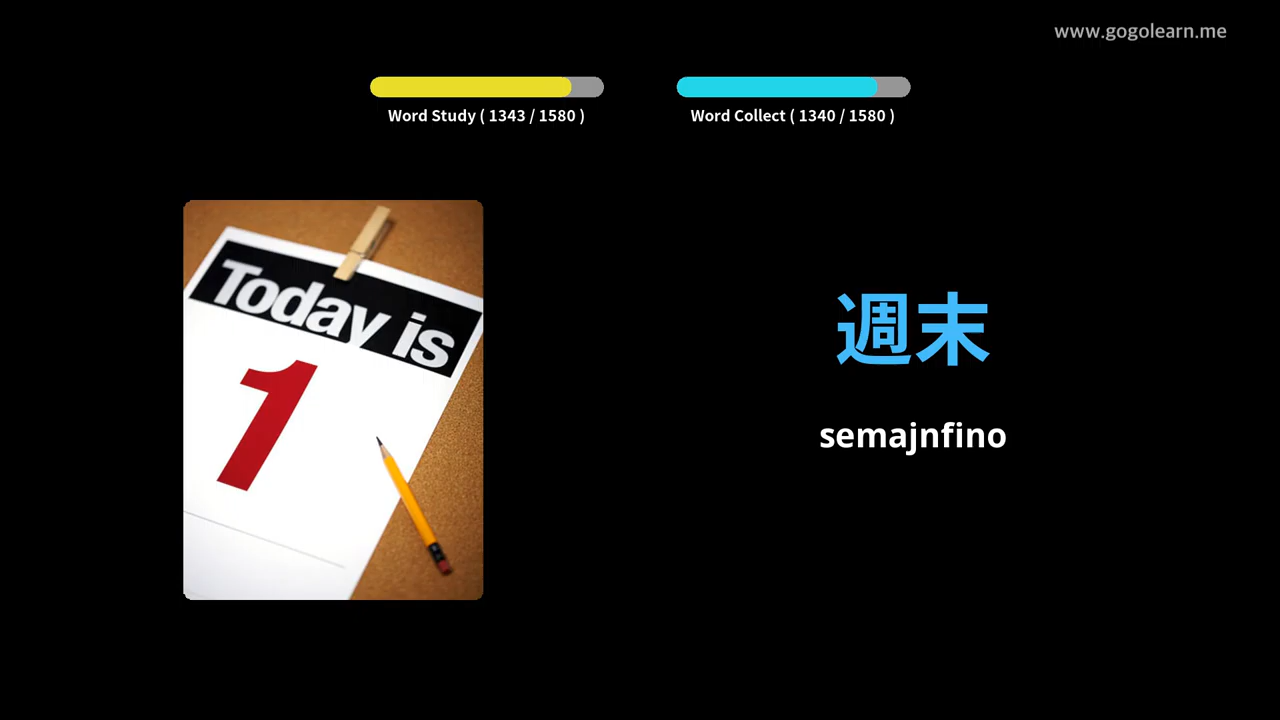 www.gogolearn.me
Word Study ( 1343 / 1580 )
Word Collect ( 1340 / 1580 )
Today is
1
週末
semajnfino